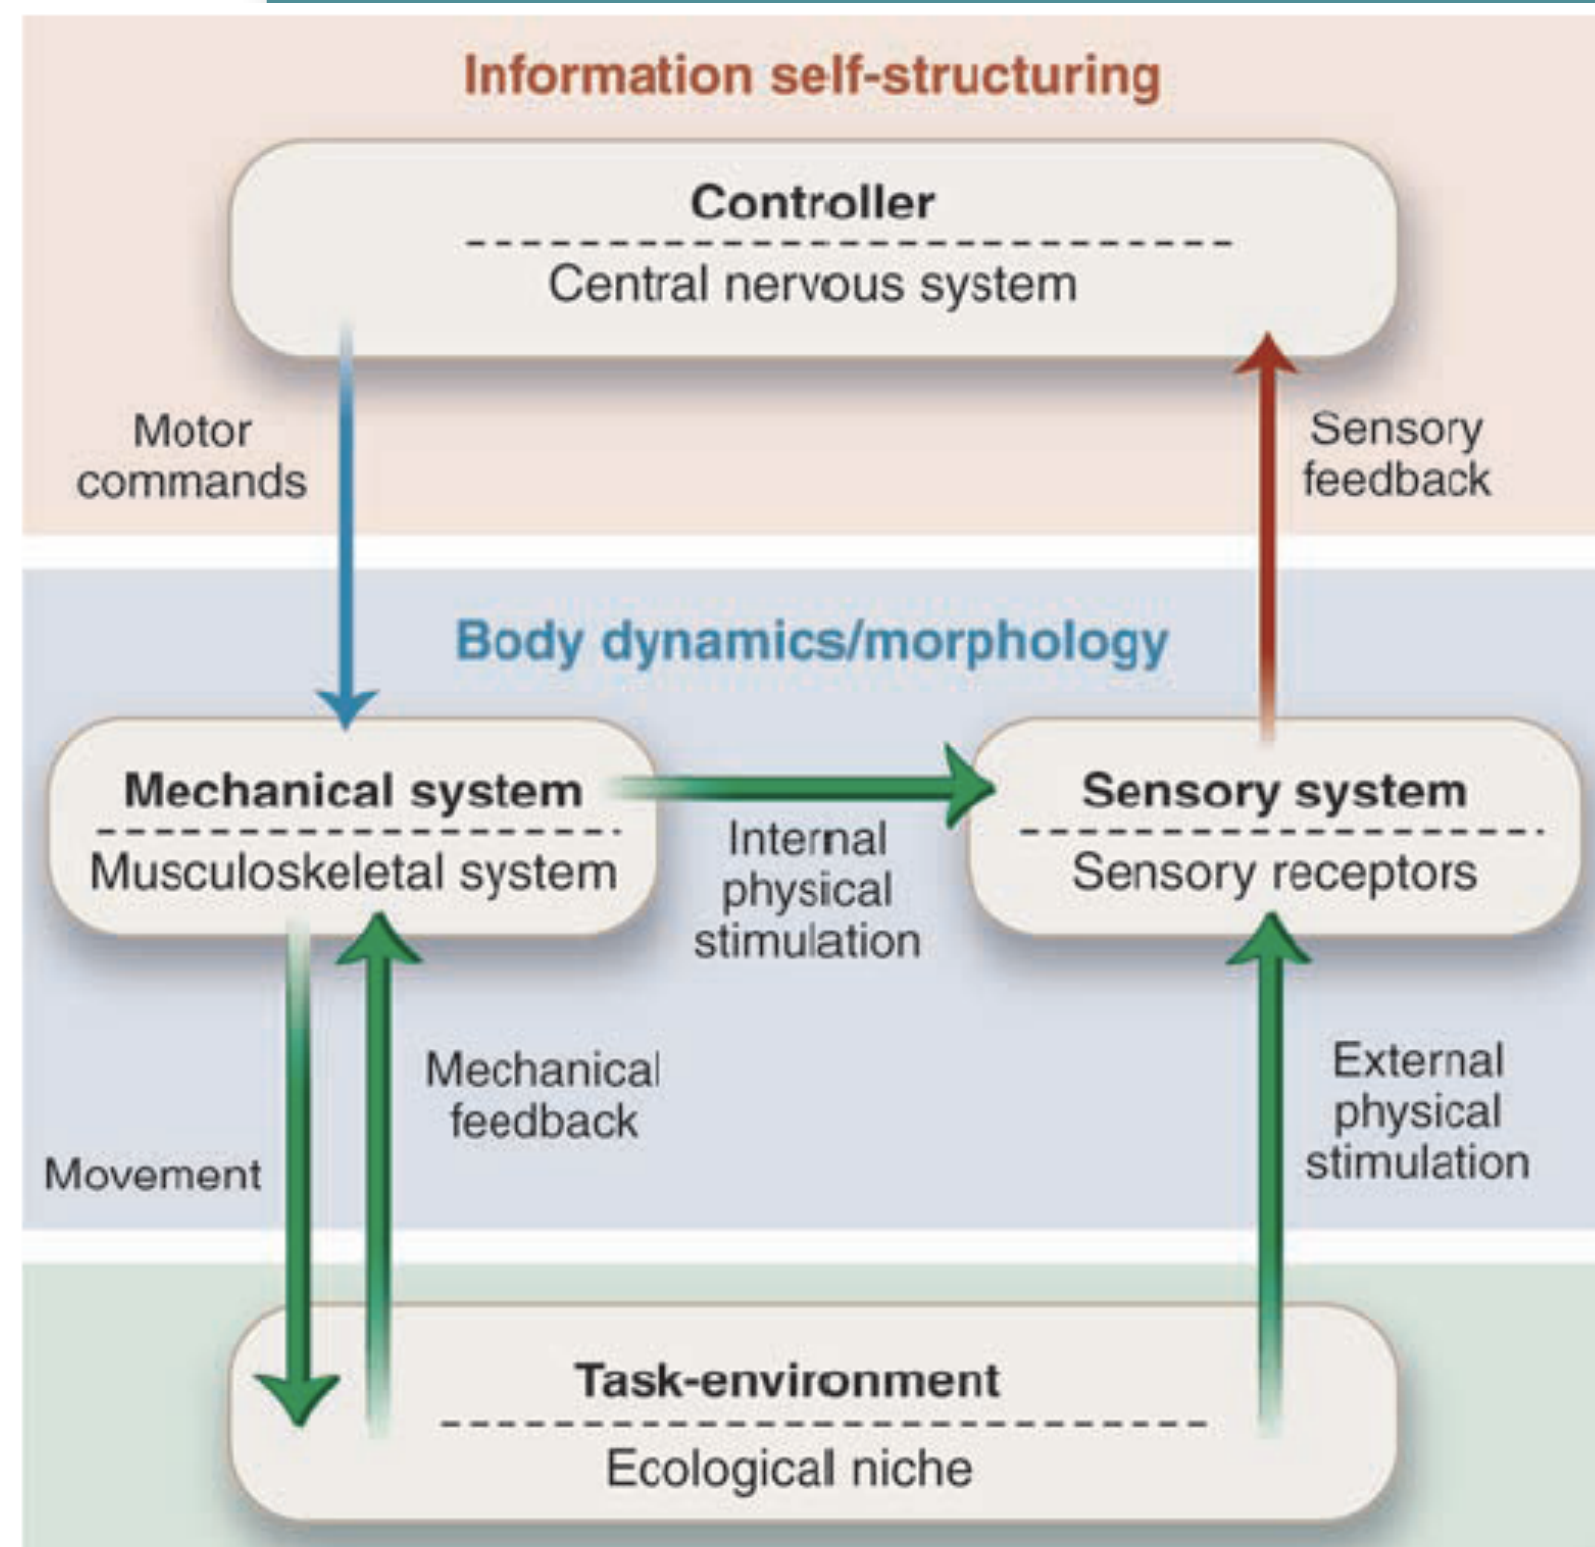 Information self-structuring
Controller
Central nervous system
Motor
commands
Sensory
feedback
Body dynamics/morphology
Mechanical system
Musculoskeletal system
Internal
physical
stimulation
Sensory system
Sensory receptors
Mechanical
feedback
Movement
External
physical
stimulation
Task-environment
Ecological niche